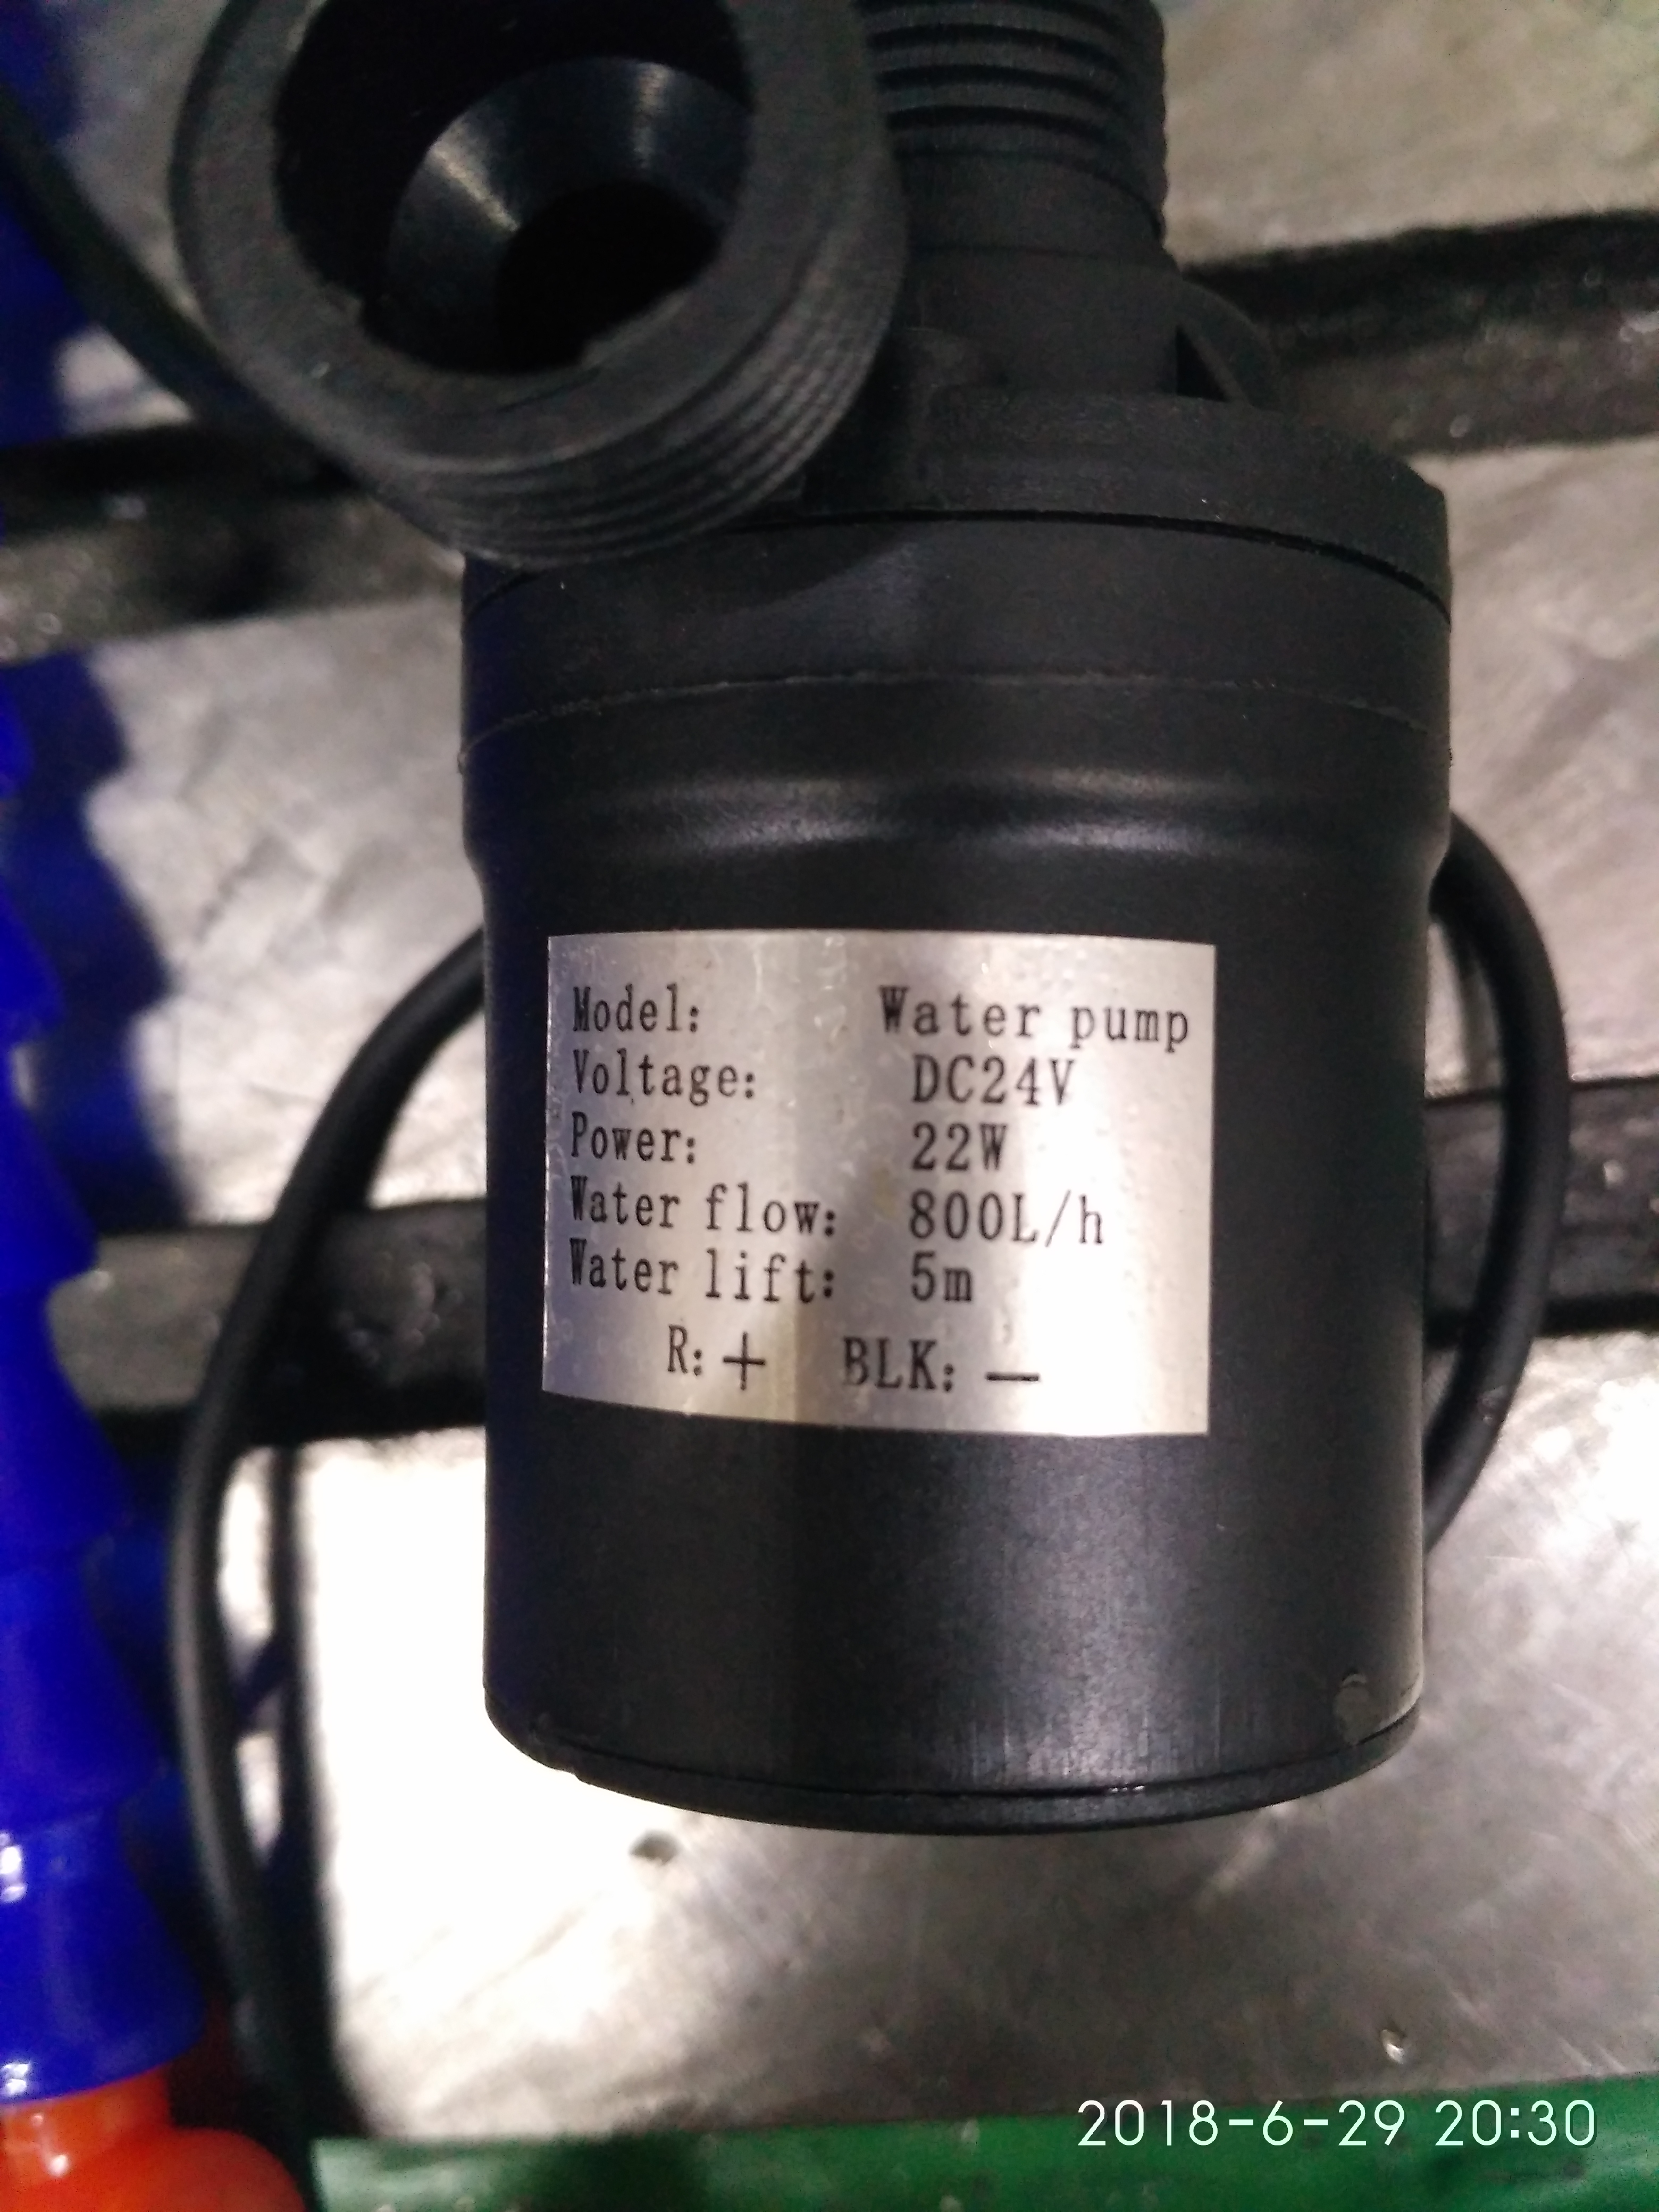 Model: Water pump
Voltage: DC24V
Power: 22W
Water flow: 800L/h
Water lift: 5m
R: + BLK: —
2018-6-29 20:30